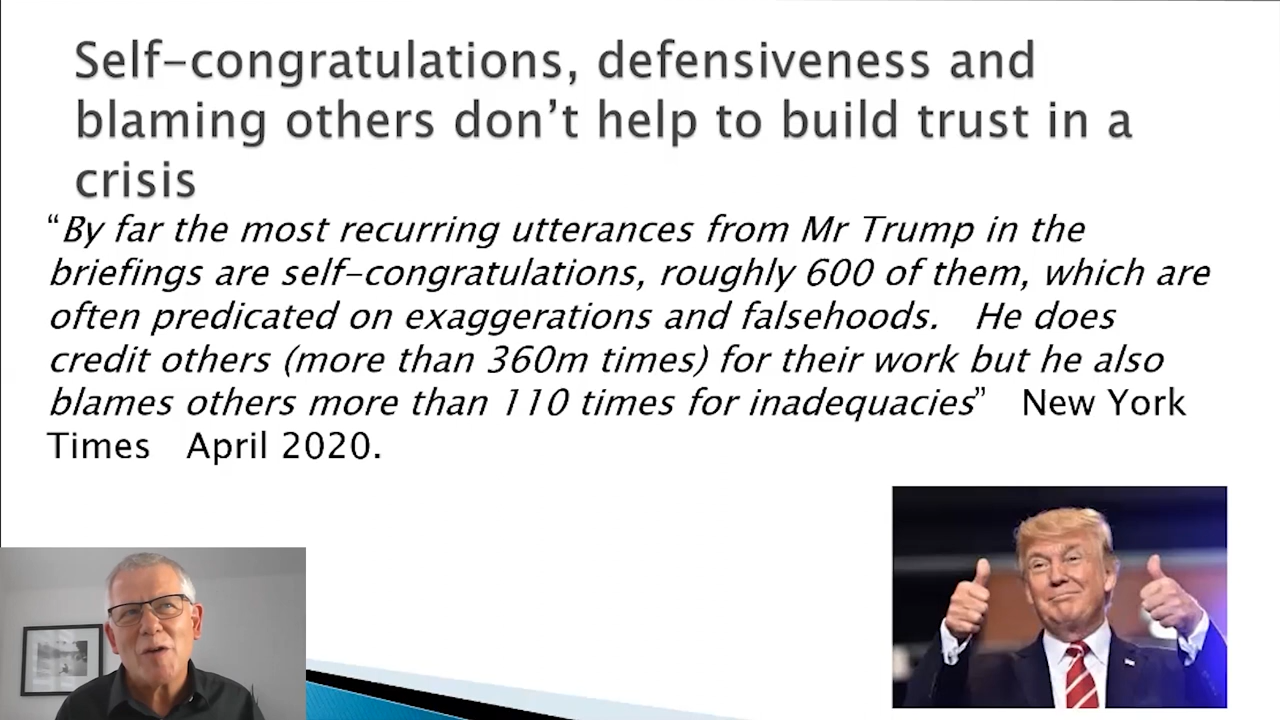 Self-congratulations, defensiveness and
blaming others don’t help to build trust in a
crisis
“By far the most recurring utterances from Mr Trump in the
briefings are self-congratulations, roughly 600 of them, which are
often predicated on exaggerations and falsehoods. He does
credit others (more than 360m times) for their work but he also
blames others more than 110 times for inadequacies” New York
Times April 2020.